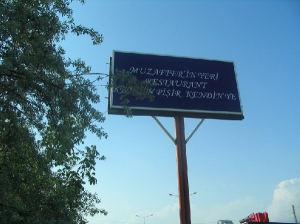 MUZAFFER'İN YERİ
RESTAURANT
PİŞİR KENDİN YE